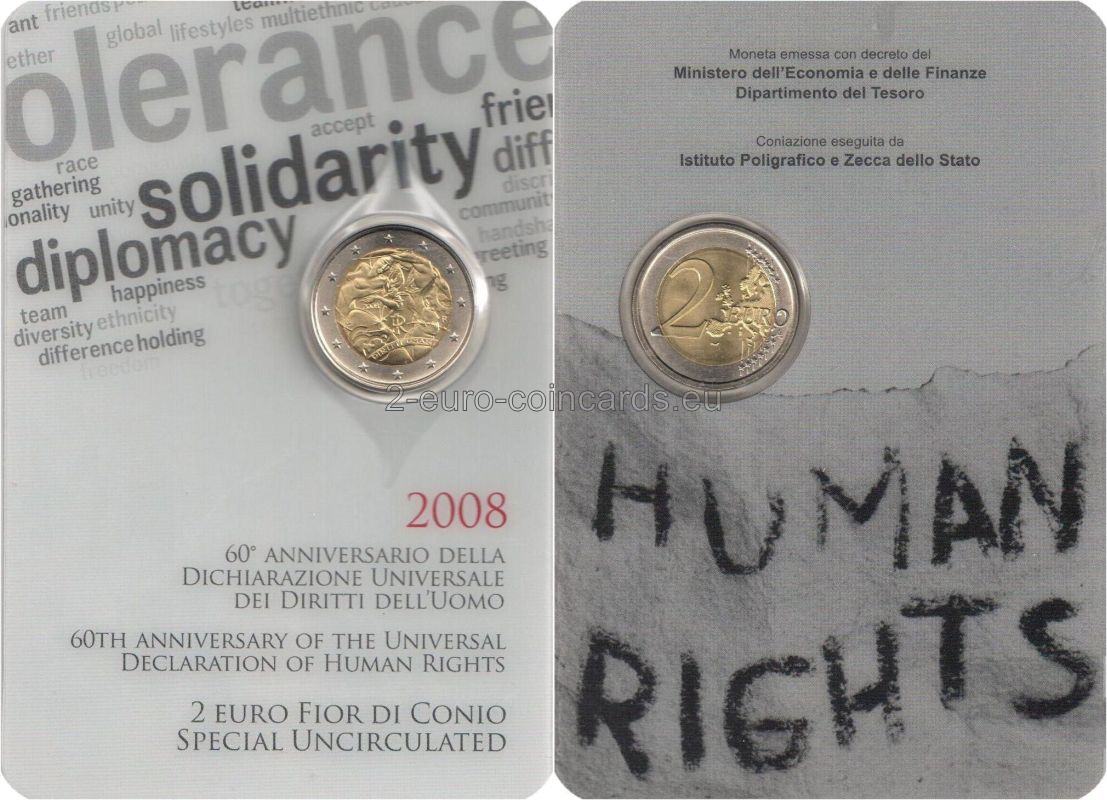 ant friends
global lifestyles multiethnic
ether
olerance
accept
frien
race
solidarity
diff
gathering
discri
onality unity
communit
diplomacy
handsha
greeting
happiness
toge
ng
team
diversity ethnicity
difference holding
freedom
2008
60° ANNIVERSARIO DELLA
DICHIARAZIONE UNIVERSALE
DEI DIRITTI DELL'UOMO
60TH ANNIVERSARY OF THE UNIVERSAL
DECLARATION OF HUMAN RIGHTS
2 EURO FIOR DI CONIO
SPECIAL UNCIRCULATED
Moneta emessa con decreto del
Ministero dell'Economia e delle Finanze
Dipartimento del Tesoro
Coniazione eseguita da
Istituto Poligrafico e Zecca dello Stato
2 EURO
HUMAN
RIGHTS
2-euro-coincards.eu